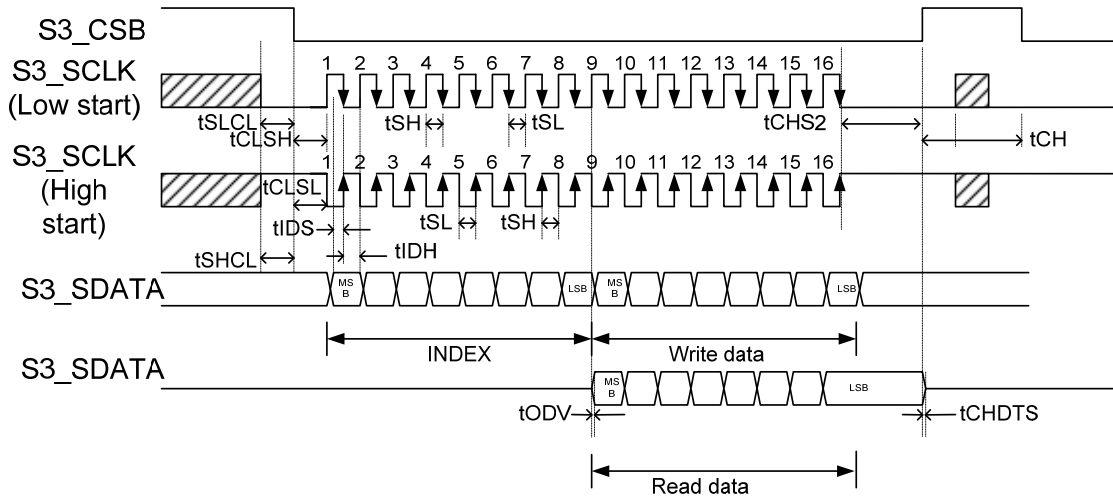 S3_CSB
S3_SCLK
(Low start)
1 2 3 4 5 6 7 8 9 10 11 12 13 14 15 16
tSLCL
tCLSH
tSH
tSL
tCHS2
tCH
S3_SCLK
(High
start)
1 2 3 4 5 6 7 8 9 10 11 12 13 14 15 16
tCLSL
tSL
tSH
tIDS
tIDH
tSHCL
S3_SDATA
MS
B
LSB
MS
B
LSB
INDEX
Write data
S3_SDATA
MS
B
LSB
tODV
tCHDTS
Read data